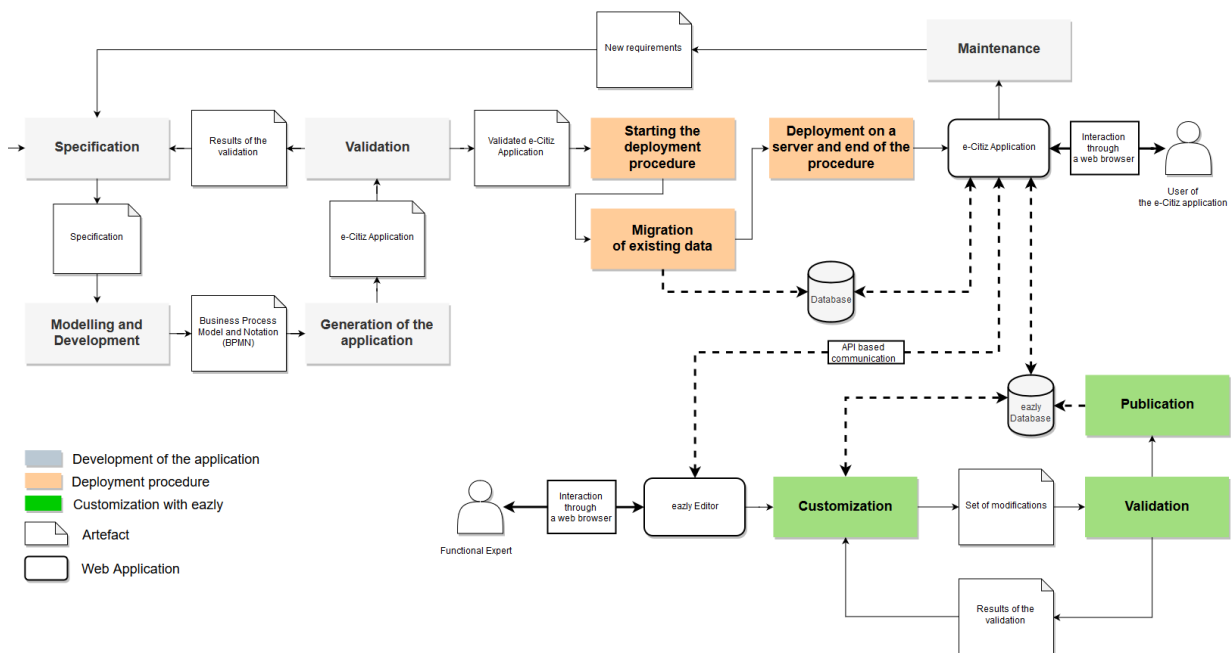 New requirements
Maintenance
Specification
Results of the
validation
Validation
Validated e-Citiz
Application
Starting the
deployment
procedure
Deployment on a
server and end of the
procedure
e-Citiz Application
Interaction
through
a web browser
User of
the e-Citiz application
Specification
e-Citiz Application
Migration
of existing data
Database
Modelling and
Development
Business Process
Model and Notation
(BPMN)
Generation of the
application
API based
communication
eazly
Database
Publication
Development of the application
Deployment procedure
Customization with eazly
Artefact
Web Application
Functional Expert
Interaction
through
a web browser
eazly Editor
Customization
Set of modifications
Validation
Results of the
validation